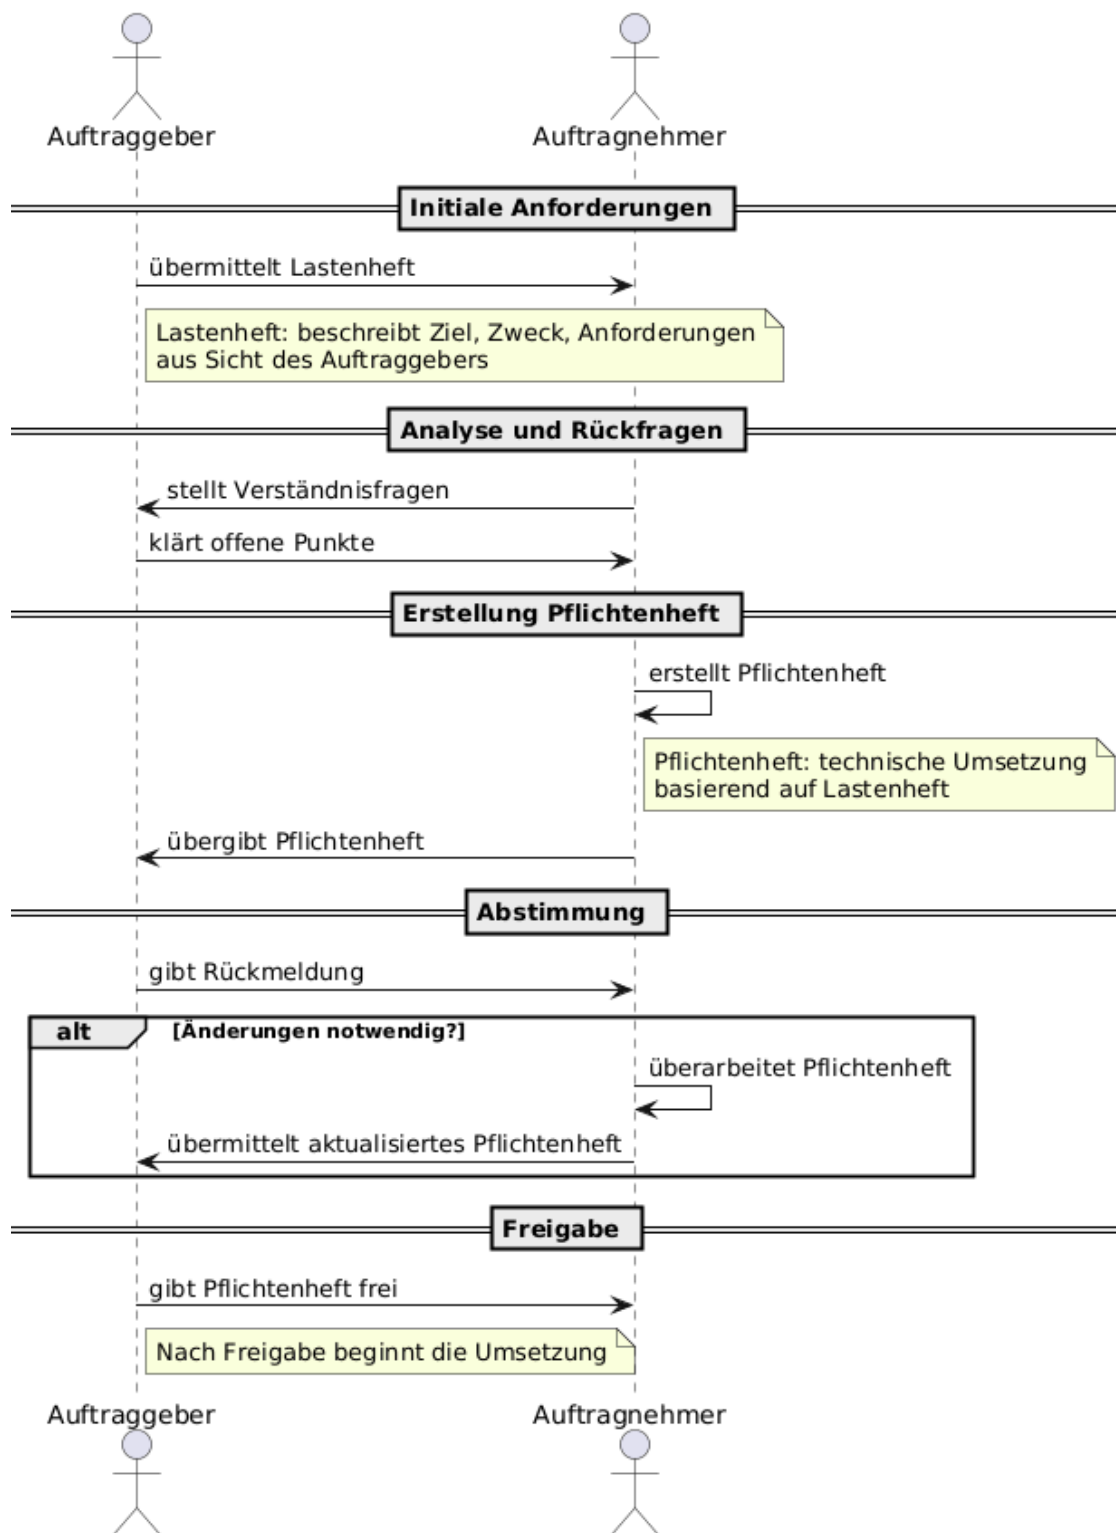 Auftraggeber
Auftragnehmer
Initiale Anforderungen
übermittelt Lastenheft
Lastenheft: beschreibt Ziel, Zweck, Anforderungen
aus Sicht des Auftraggebers
Analyse und Rückfragen
stellt Verständnisfragen
klärt offene Punkte
Erstellung Pflichtenheft
erstellt Pflichtenheft
Pflichtenheft: technische Umsetzung
basierend auf Lastenheft
übergibt Pflichtenheft
Abstimmung
gibt Rückmeldung
alt
[Änderungen notwendig?]
überarbeitet Pflichtenheft
übermittelt aktualisiertes Pflichtenheft
Freigabe
gibt Pflichtenheft frei
Nach Freigabe beginnt die Umsetzung
Auftraggeber
Auftragnehmer